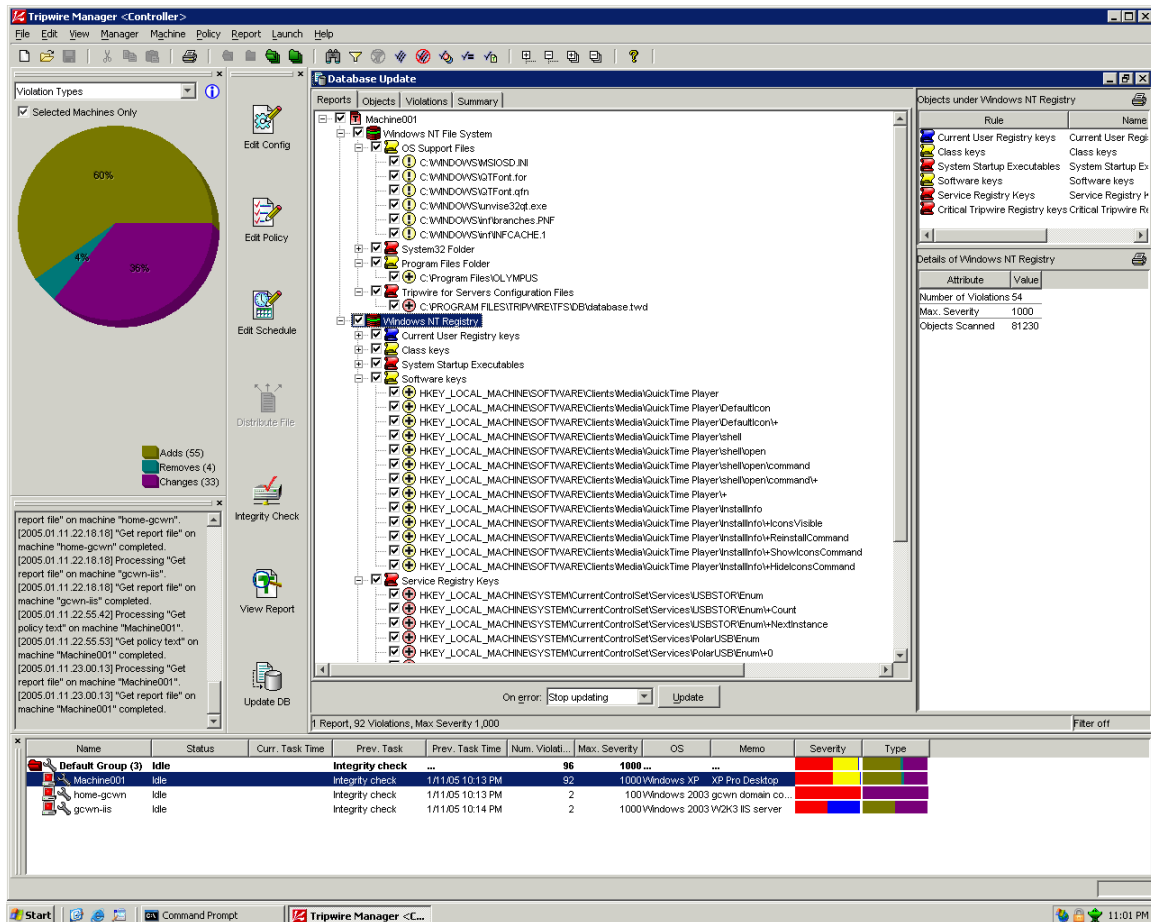 Tripwire Manager <Controller>
File Edit View Manager Machine Policy Report Launch Help
Violation Types
Selected Machines Only
60%
4%
36%
Adds (55)
Removes (4)
Changes (33)
report file" on machine "home-gcwn".
[2005.01.11.22.18.18] "Get report file" on
machine "home-gcwn" completed.
[2005.01.11.22.18.18] Processing "Get
report file" on machine "gcwn-iis".
[2005.01.11.22.18.18] "Get report file" on
machine "gcwn-iis" completed.
[2005.01.11.22.55.42] Processing "Get
policy text" on machine "Machine001".
[2005.01.11.22.55.53] "Get policy text" on
machine "Machine001" completed.
[2005.01.11.23.00.13] Processing "Get
report file" on machine "Machine001".
[2005.01.11.23.00.13] "Get report file" on
machine "Machine001" completed.
Edit Config
Edit Policy
Edit Schedule
Distribute File
Integrity Check
View Report
Update DB
Database Update
Reports Objects Violations Summary
Machine001
Windows NT File System
OS Support Files
C:\WINDOWS\MSIOSD.INI
C:\WINDOWS\QTFont.for
C:\WINDOWS\QTFont.qfn
C:\WINDOWS\unvise32qt.exe
C:\WINDOWS\inf\branches.PNF
C:\WINDOWS\inf\INFCACHE.1
System32 Folder
Program Files Folder
C:\Program Files\OLYMPUS
Tripwire for Servers Configuration Files
C:\PROGRAM FILES\TRIPWIRE\TFS\DB\database.twd
Windows NT Registry
Current User Registry keys
Class keys
System Startup Executables
Software keys
HKEY_LOCAL_MACHINE\SOFTWARE\Clients\Media\QuickTime Player
HKEY_LOCAL_MACHINE\SOFTWARE\Clients\Media\QuickTime Player\DefaultIcon
HKEY_LOCAL_MACHINE\SOFTWARE\Clients\Media\QuickTime Player\DefaultIcon\+
HKEY_LOCAL_MACHINE\SOFTWARE\Clients\Media\QuickTime Player\shell
HKEY_LOCAL_MACHINE\SOFTWARE\Clients\Media\QuickTime Player\shell\open
HKEY_LOCAL_MACHINE\SOFTWARE\Clients\Media\QuickTime Player\shell\open\command
HKEY_LOCAL_MACHINE\SOFTWARE\Clients\Media\QuickTime Player\shell\open\command\+
HKEY_LOCAL_MACHINE\SOFTWARE\Clients\Media\QuickTime Player\+
HKEY_LOCAL_MACHINE\SOFTWARE\Clients\Media\QuickTime Player\InstallInfo
HKEY_LOCAL_MACHINE\SOFTWARE\Clients\Media\QuickTime Player\InstallInfo\+IconsVisible
HKEY_LOCAL_MACHINE\SOFTWARE\Clients\Media\QuickTime Player\InstallInfo\+ReinstallCommand
HKEY_LOCAL_MACHINE\SOFTWARE\Clients\Media\QuickTime Player\InstallInfo\+ShowIconsCommand
HKEY_LOCAL_MACHINE\SOFTWARE\Clients\Media\QuickTime Player\InstallInfo\+HideIconsCommand
Service Registry Keys
HKEY_LOCAL_MACHINE\SYSTEM\CurrentControlSet\Services\USBSTOR\Enum
HKEY_LOCAL_MACHINE\SYSTEM\CurrentControlSet\Services\USBSTOR\Enum\+Count
HKEY_LOCAL_MACHINE\SYSTEM\CurrentControlSet\Services\USBSTOR\Enum\+NextInstance
HKEY_LOCAL_MACHINE\SYSTEM\CurrentControlSet\Services\PolarUSB\Enum
HKEY_LOCAL_MACHINE\SYSTEM\CurrentControlSet\Services\PolarUSB\Enum\+0
On error: Stop updating Update
1 Report, 92 Violations, Max Severity 1,000
Filter off
Objects under Windows NT Registry
Rule Name
Current User Registry keys Current User Regi
Class keys Class keys
System Startup Executables System Startup Ex
Software keys Software keys
Service Registry Keys Service Registry K
Critical Tripwire Registry keys Critical Tripwire Re
Details of Windows NT Registry
Attribute Value
Number of Violations 54
Max. Severity 1000
Objects Scanned 81230
Name Status Curr. Task Time Prev. Task Prev. Task Time Num. Violati... Max. Severity OS Memo Severity Type
Default Group (3) Idle Integrity check ... 96 1000 ... ...
Machine001 Idle Integrity check 1/11/05 10:13 PM 92 1000 Windows XP XP Pro Desktop
home-gcwn Idle Integrity check 1/11/05 10:13 PM 2 100 Windows 2003 gcwn domain co...
gcwn-iis Idle Integrity check 1/11/05 10:14 PM 2 1000 Windows 2003 W2K3 IIS server
Start Command Prompt Tripwire Manager <C... 11:01 PM